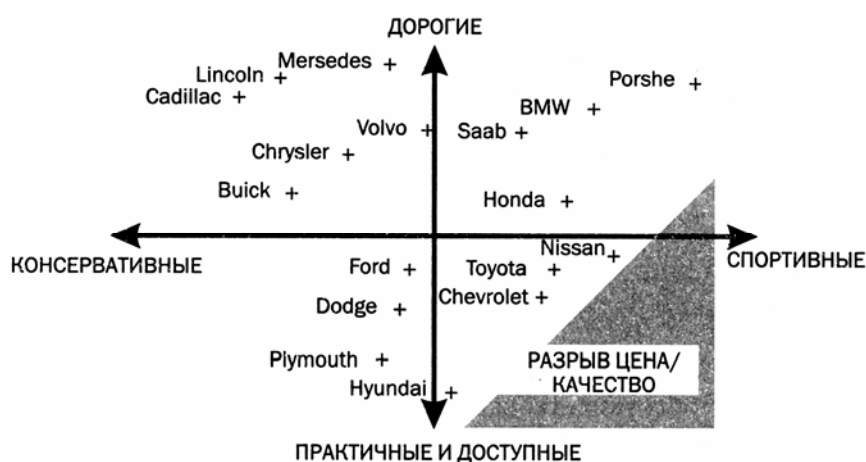 ДОРОГИЕ
Mersedes +
Lincoln +
Cadillac +
Porshe +
BMW +
Volvo +
Saab +
Chrysler +
Buick +
Honda +
Nissan +
КОНСЕРВАТИВНЫЕ
СПОРТИВНЫЕ
Ford +
Toyota +
Chevrolet +
Dodge +
Plymouth +
РАЗРЫВ ЦЕНА/
КАЧЕСТВО
Hyundai +
ПРАКТИЧНЫЕ И ДОСТУПНЫЕ